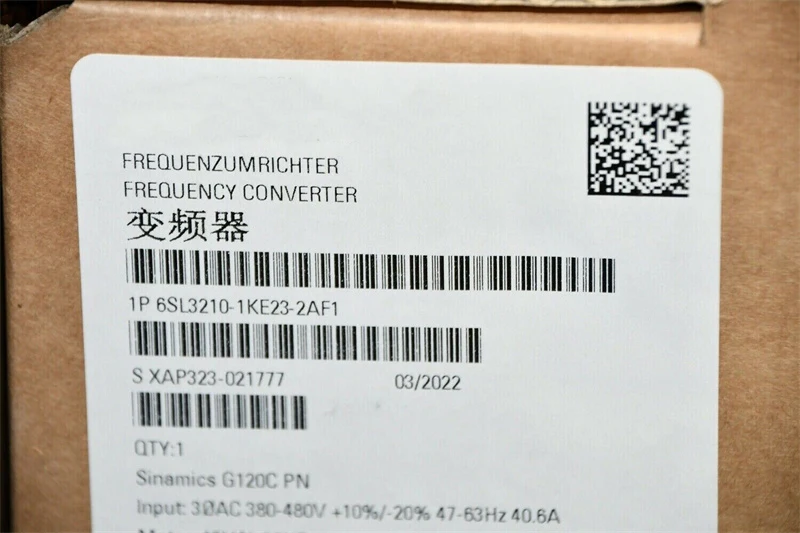 FREQUENZUMRICHTER
FREQUENCY CONVERTER
变频器
1P 6SL3210-1KE23-2AF1
S XAP323-021777 03/2022
QTY:1
Sinamics G120C PN
Input: 3ØAC 380-480V +10%/-20% 47-63Hz 40.6A